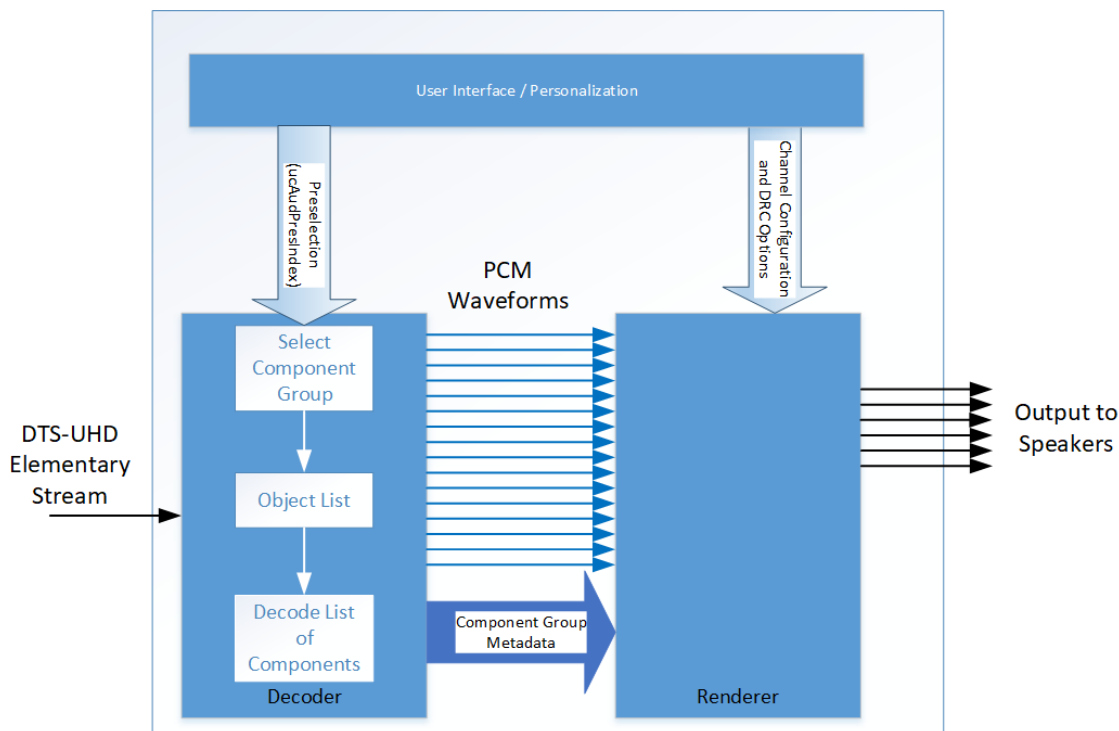 User Interface / Personalization
Preselection
(ucAudPresIndex)
Channel Configuration
and DRC Options
PCM
Waveforms
Select
Component
Group
DTS-UHD
Elementary
Stream
Object List
Output to
Speakers
Decode List
of
Components
Component Group
Metadata
Decoder
Renderer